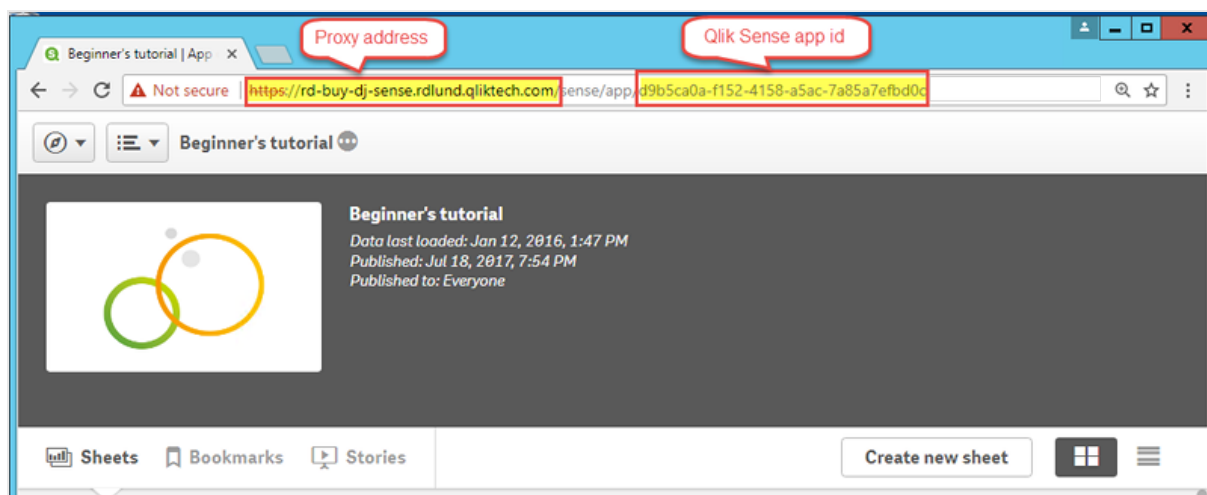 Proxy address
Qlik Sense app id
Beginner's tutorial | App
Not secure | https://rd-buy-dj-sense.rdlund.qliktech.com/sense/app/d9b5ca0a-f152-4158-a5ac-7a85a7efbd0c
Beginner's tutorial
Beginner's tutorial
Data last loaded: Jan 12, 2016, 1:47 PM
Published: Jul 18, 2017, 7:54 PM
Published to: Everyone
Sheets Bookmarks Stories Create new sheet